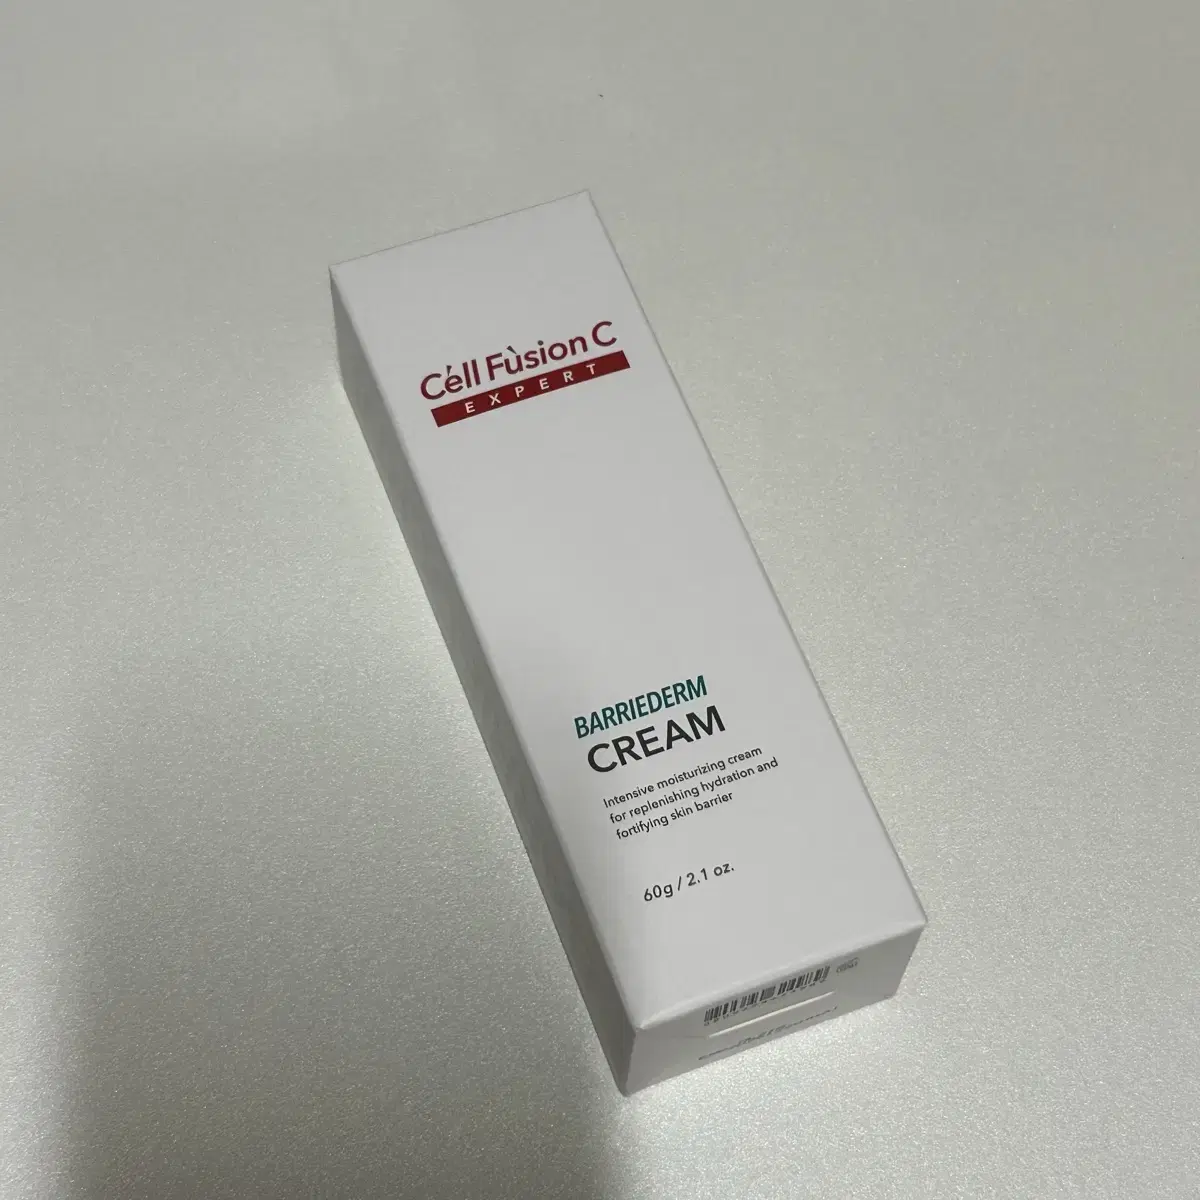 Céll Fùsion C
EXPERT
BARRIEDERM
CREAM
Intensive moisturizing cream
for replenishing hydration and
fortifying skin barrier
60g / 2.1 oz.